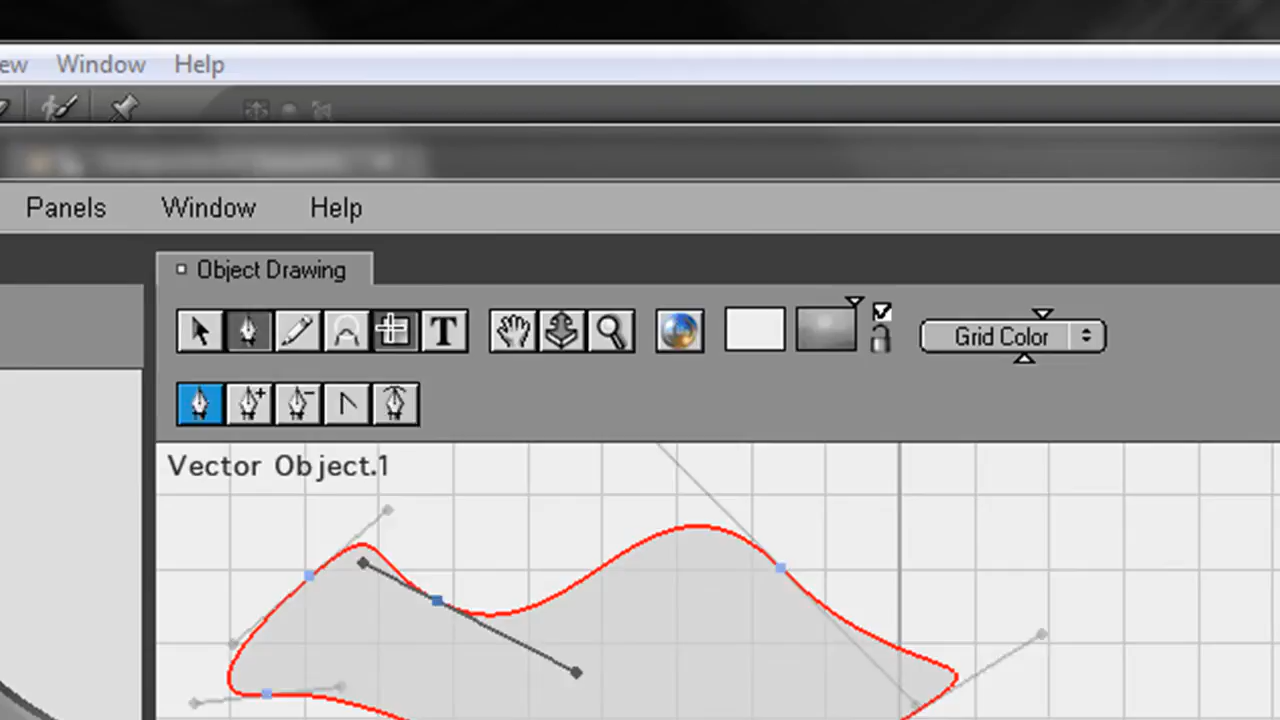 ew Window Help
Panels Window Help
Object Drawing
T
Grid Color
Vector Object.1